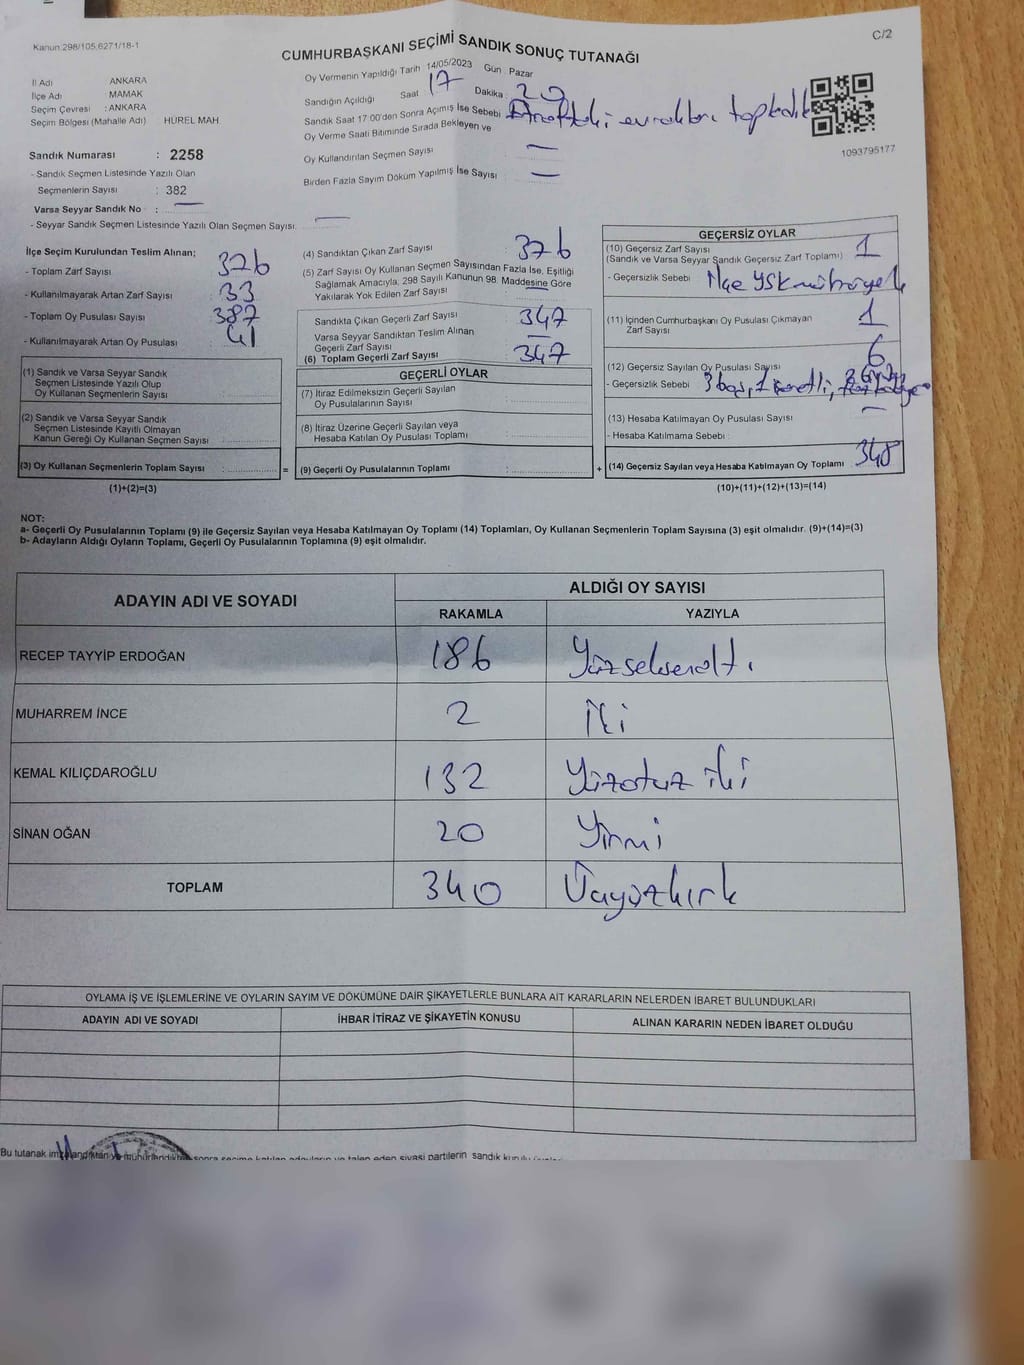 Kanun:298/105,6271/18-1
C/2
CUMHURBAŞKANI SEÇİMİ SANDIK SONUÇ TUTANAĞI
İl Adı ANKARA
İlçe Adı MAMAK
Seçim Çevresi : ANKARA
Seçim Bölgesi (Mahalle Adı) HÜREL MAH.
Sandık Numarası : 2258
- Sandık Seçmen Listesinde Yazılı Olan
Seçmenlerin Sayısı : 382
Varsa Seyyar Sandık No : —
- Seyyar Sandık Seçmen Listesinde Yazılı Olan Seçmen Sayısı: —
Oy Vermenin Yapıldığı Tarih 14/05/2023 Gün : Pazar
Sandığın Açıldığı Saat 17 Dakika : 20
Sandık Saat 17:00'den Sonra Açımış İse Sebebi Etraftaki evrakları topladık
Oy Verme Saati Bitiminde Sırada Bekleyen ve
Oy Kullandırılan Seçmen Sayısı —
Birden Fazla Sayım Döküm Yapılmış İse Sayısı : —
1093795177
İlçe Seçim Kurulundan Teslim Alınan;
- Toplam Zarf Sayısı : 326
- Kullanılmayarak Artan Zarf Sayısı : 33
- Toplam Oy Pusulası Sayısı : 387
- Kullanılmayarak Artan Oy Pusulası : 41
(1) Sandık ve Varsa Seyyar Sandık
Seçmen Listesinde Yazılı Olup
Oy Kullanan Seçmenlerin Sayısı :
(2) Sandık ve Varsa Seyyar Sandık
Seçmen Listesinde Kayıtlı Olmayan
Kanun Gereği Oy Kullanan Seçmen Sayısı :
(3) Oy Kullanan Seçmenlerin Toplam Sayısı : =
(1)+(2)=(3)
(4) Sandıktan Çıkan Zarf Sayısı : 376
(5) Zarf Sayısı Oy Kullanan Seçmen Sayısından Fazla İse, Eşitliği
Sağlamak Amacıyla, 298 Sayılı Kanunun 98. Maddesine Göre
Yakılarak Yok Edilen Zarf Sayısı : —
Sandıkta Çıkan Geçerli Zarf Sayısı : 347
Varsa Seyyar Sandıktan Teslim Alınan
Geçerli Zarf Sayısı : —
(6) Toplam Geçerli Zarf Sayısı : 347
GEÇERLİ OYLAR
(7) İtiraz Edilmeksizin Geçerli Sayılan
Oy Pusulalarının Sayısı :
(8) İtiraz Üzerine Geçerli Sayılan veya
Hesaba Katılan Oy Pusulası Toplamı :
(9) Geçerli Oy Pusulalarının Toplamı : +
GEÇERSİZ OYLAR
(10) Geçersiz Zarf Sayısı
(Sandık ve Varsa Seyyar Sandık Geçersiz Zarf Toplamı) : 1
- Geçersizlik Sebebi : İlçe YSK
(11) İçinden Cumhurbaşkanı Oy Pusulası Çıkmayan
Zarf Sayısı : 1
(12) Geçersiz Sayılan Oy Pusulası Sayısı : 6
- Geçersizlik Sebebi : 3 boş,
(13) Hesaba Katılmayan Oy Pusulası Sayısı : —
- Hesaba Katılmama Sebebi :
(14) Geçersiz Sayılan veya Hesaba Katılmayan Oy Toplamı : 348
(10)+(11)+(12)+(13)=(14)
NOT:
a- Geçerli Oy Pusulalarının Toplamı (9) ile Geçersiz Sayılan veya Hesaba Katılmayan Oy Toplamı (14) Toplamları, Oy Kullanan Seçmenlerin Toplam Sayısına (3) eşit olmalıdır. (9)+(14)=(3)
b- Adayların Aldığı Oyların Toplamı, Geçerli Oy Pusulalarının Toplamına (9) eşit olmalıdır.
ADAYIN ADI VE SOYADI ALDIĞI OY SAYISI
RAKAMLA YAZIYLA
RECEP TAYYİP ERDOĞAN 186 Yüzseksenaltı.
MUHARREM İNCE 2 İki
KEMAL KILIÇDAROĞLU 132 Yüzotuz iki
SİNAN OĞAN 20 Yirmi
TOPLAM 340 Üçyüzkırk
OYLAMA İŞ VE İŞLEMLERİNE VE OYLARIN SAYIM VE DÖKÜMÜNE DAİR ŞİKAYETLERLE BUNLARA AİT KARARLARIN NELERDEN İBARET BULUNDUKLARI
ADAYIN ADI VE SOYADI İHBAR İTİRAZ VE ŞİKAYETİN KONUSU ALINAN KARARIN NEDEN İBARET OLDUĞU
Bu tutanak imzalandıktan ve mühürlendikten sonra seçime katılan adayların ve talep eden siyasi partilerin sandık kurulu